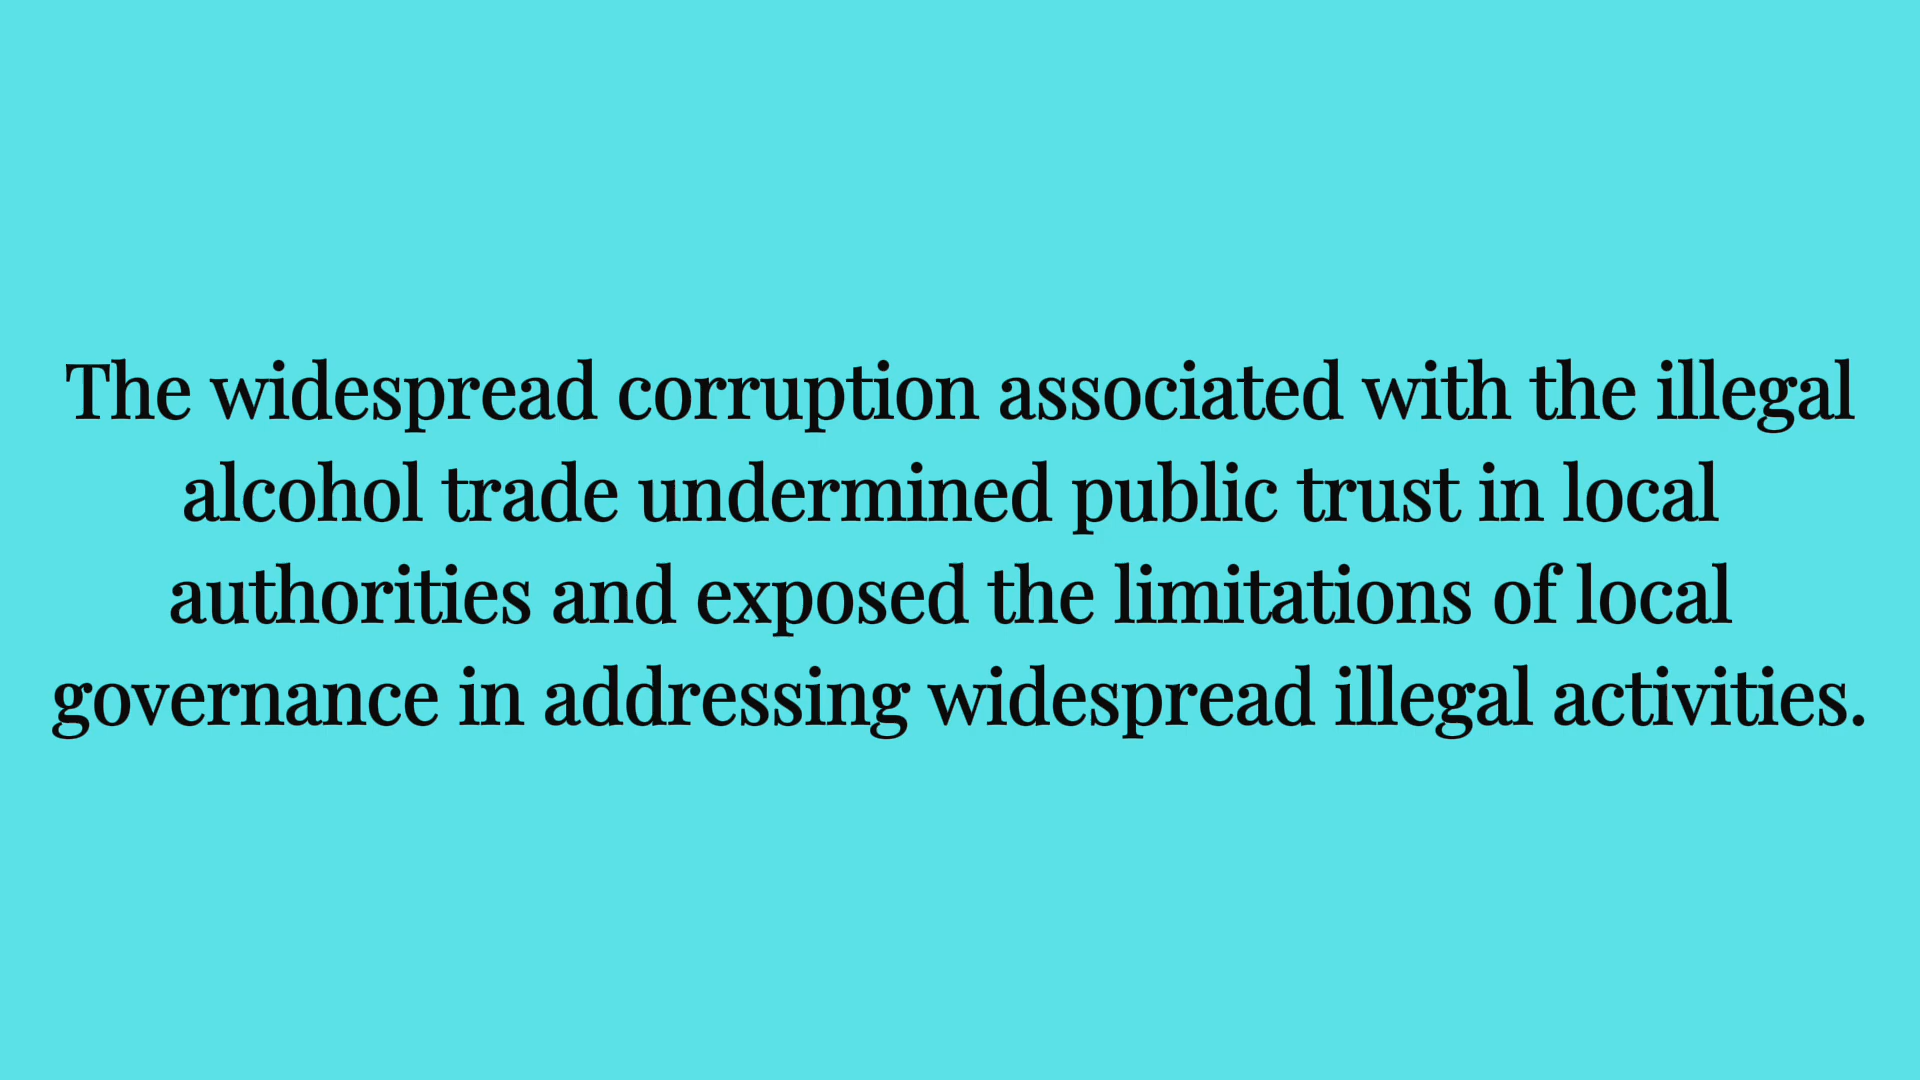 The widespread corruption associated with the illegal
alcohol trade undermined public trust in local
authorities and exposed the limitations of local
governance in addressing widespread illegal activities.